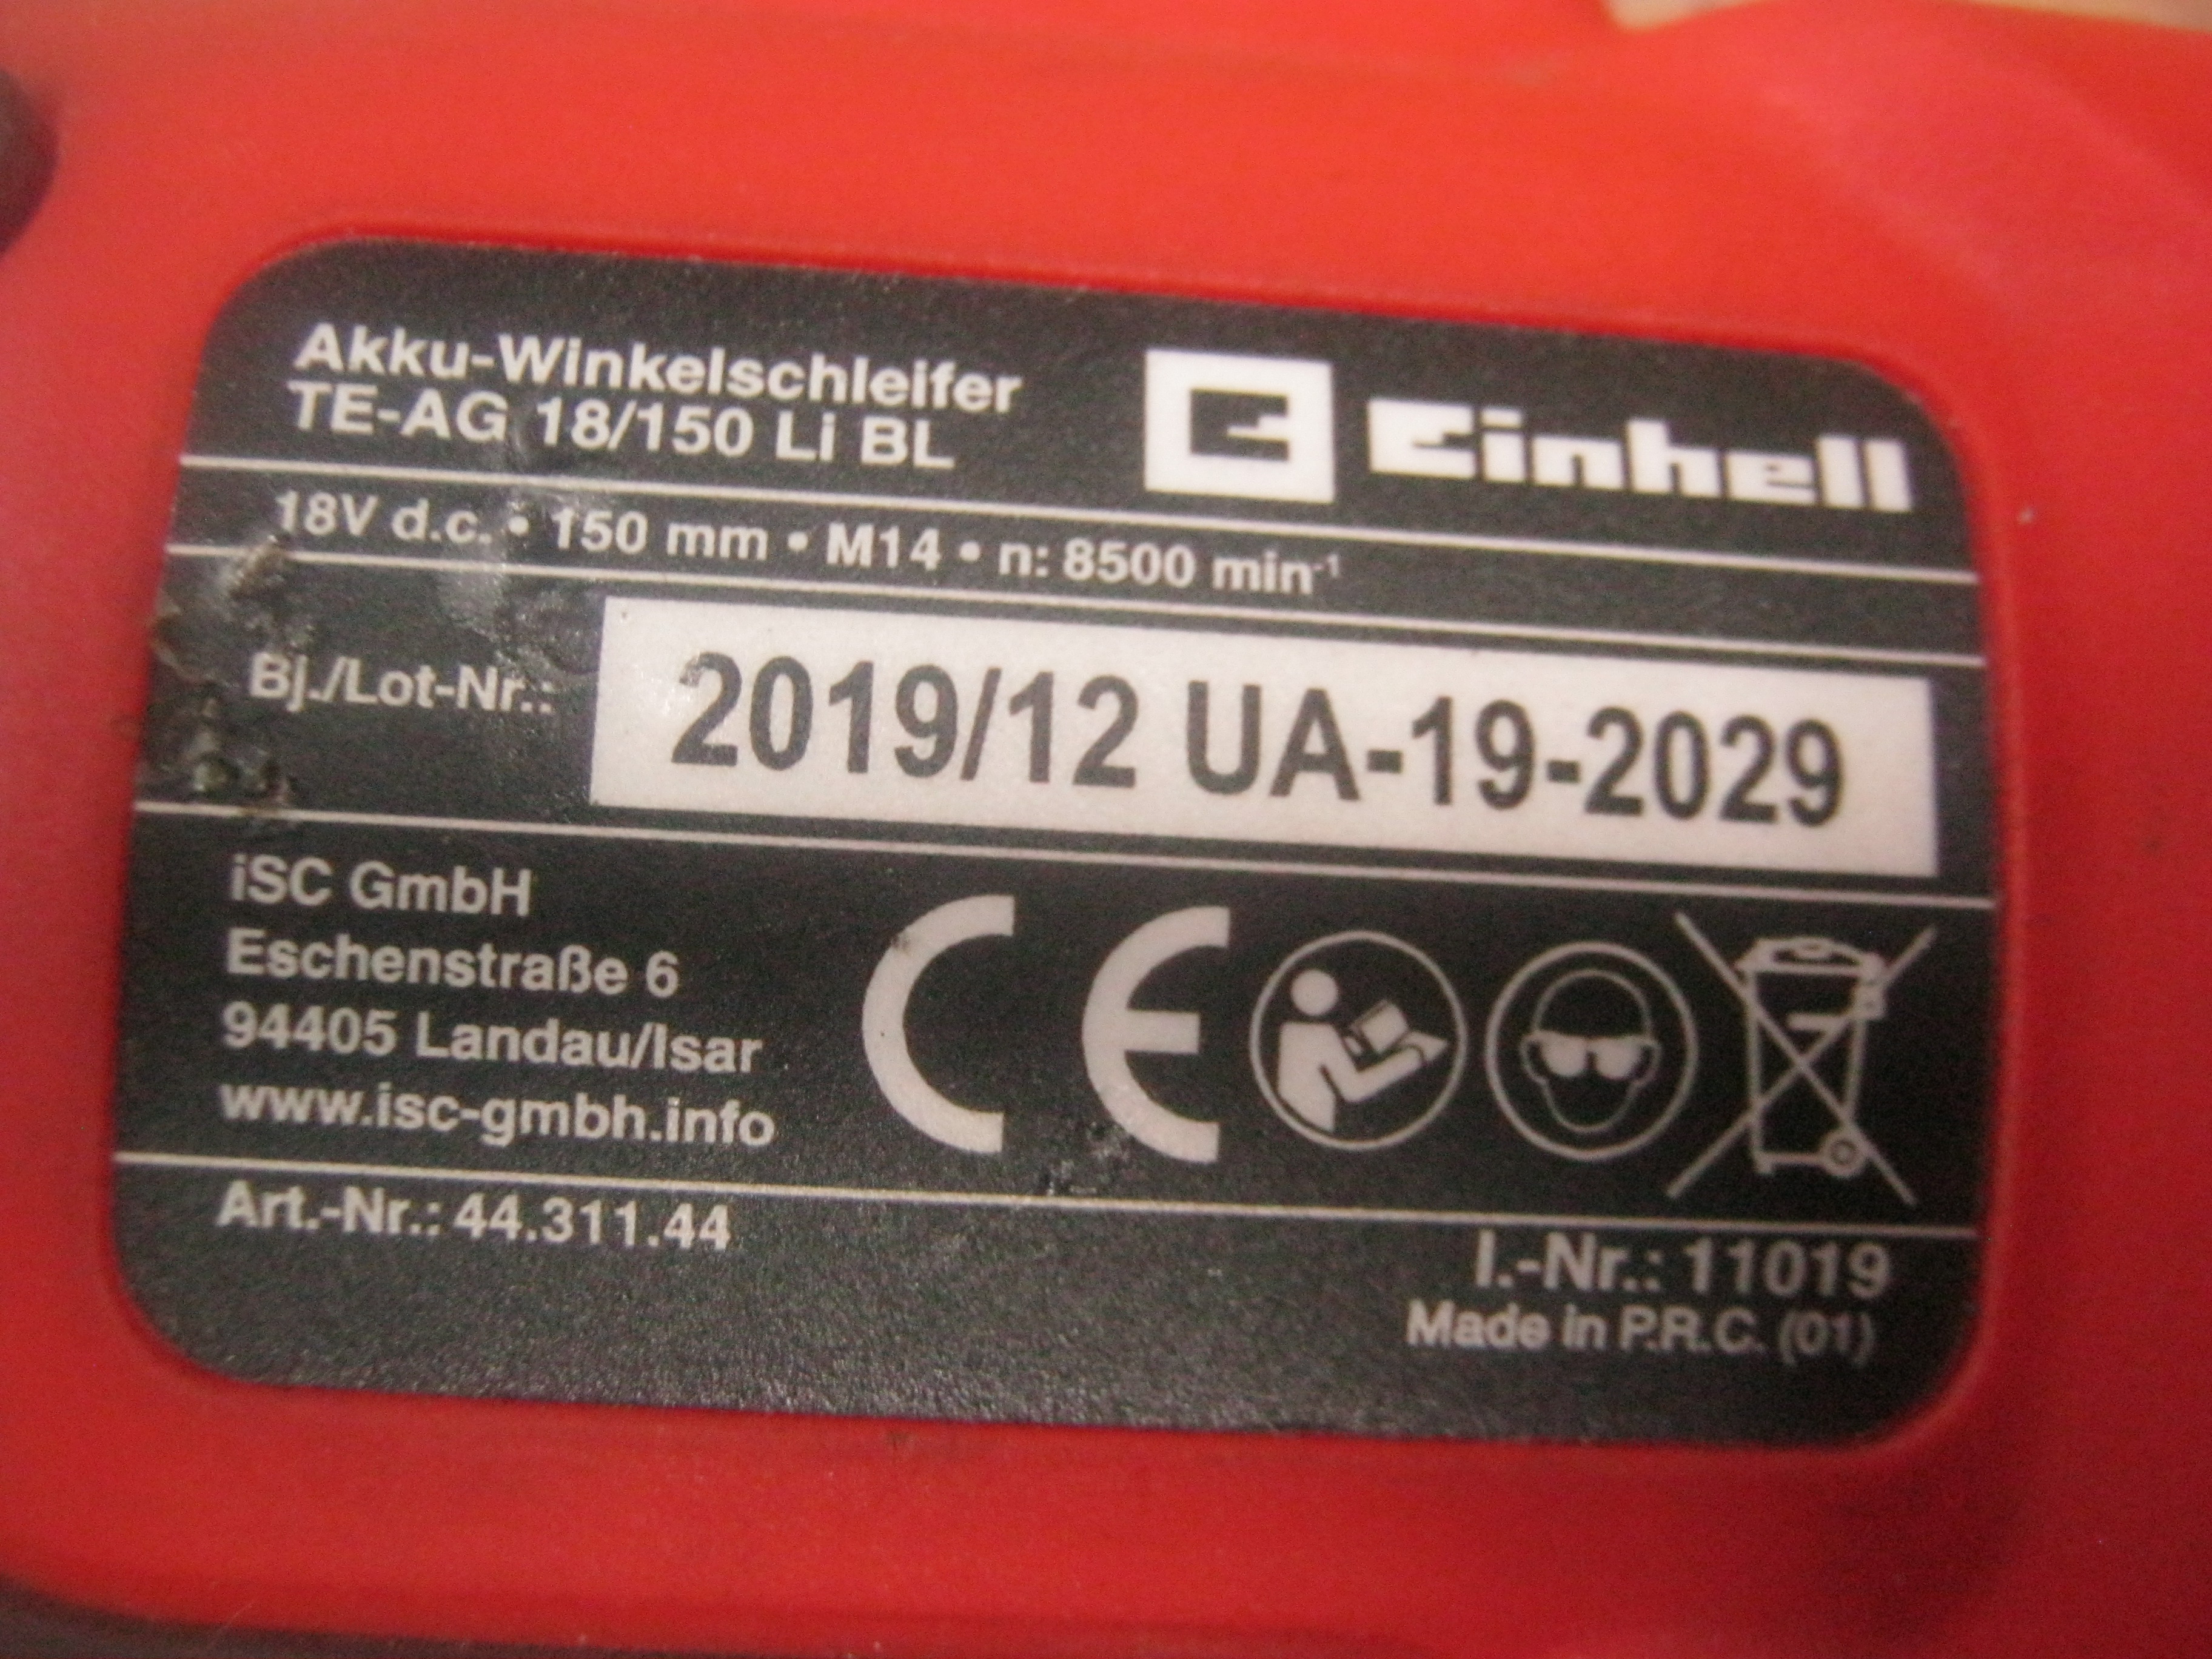 Akku-Winkelschleifer
TE-AG 18/150 Li BL
Einhell
18V d.c. • 150 mm • M14 • n: 8500 min⁻¹
Bj./Lot-Nr.: 2019/12 UA-19-2029
iSC GmbH
Eschenstraße 6
94405 Landau/Isar
www.isc-gmbh.info
CE
Art.-Nr.: 44.311.44
I.-Nr.: 11019
Made in P.R.C. (01)